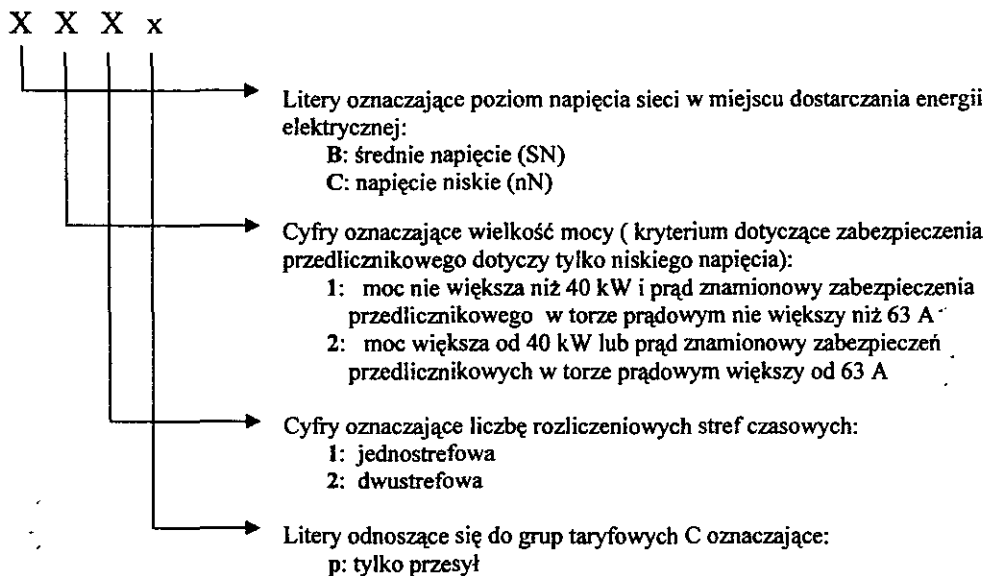 X X X x
Litery oznaczające poziom napięcia sieci w miejscu dostarczania energii
elektrycznej:
B: średnie napięcie (SN)
C: napięcie niskie (nN)
Cyfry oznaczające wielkość mocy ( kryterium dotyczące zabezpieczenia
przedlicznikowego dotyczy tylko niskiego napięcia):
1: moc nie większa niż 40 kW i prąd znamionowy zabezpieczenia
przedlicznikowego w torze prądowym nie większy niż 63 A
2: moc większa od 40 kW lub prąd znamionowy zabezpieczeń
przedlicznikowych w torze prądowym większy od 63 A
Cyfry oznaczające liczbę rozliczeniowych stref czasowych:
1: jednostrefowa
2: dwustrefowa
Litery odnoszące się do grup taryfowych C oznaczające:
p: tylko przesył